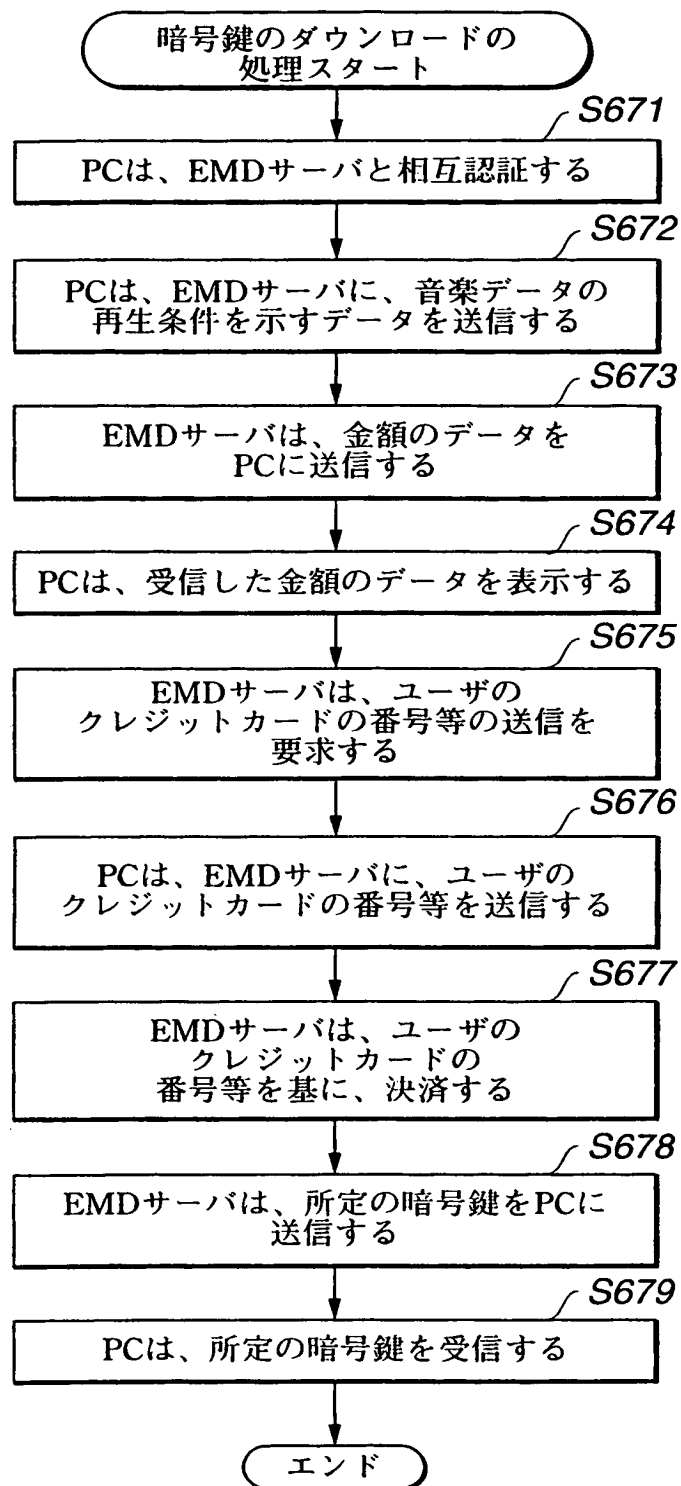 暗号鍵のダウンロードの
処理スタート
S671
PCは、EMDサーバと相互認証する
S672
PCは、EMDサーバに、音楽データの
再生条件を示すデータを送信する
S673
EMDサーバは、金額のデータを
PCに送信する
S674
PCは、受信した金額のデータを表示する
S675
EMDサーバは、ユーザの
クレジットカードの番号等の送信を
要求する
S676
PCは、EMDサーバに、ユーザの
クレジットカードの番号等を送信する
S677
EMDサーバは、ユーザの
クレジットカードの
番号等を基に、決済する
S678
EMDサーバは、所定の暗号鍵をPCに
送信する
S679
PCは、所定の暗号鍵を受信する
エンド